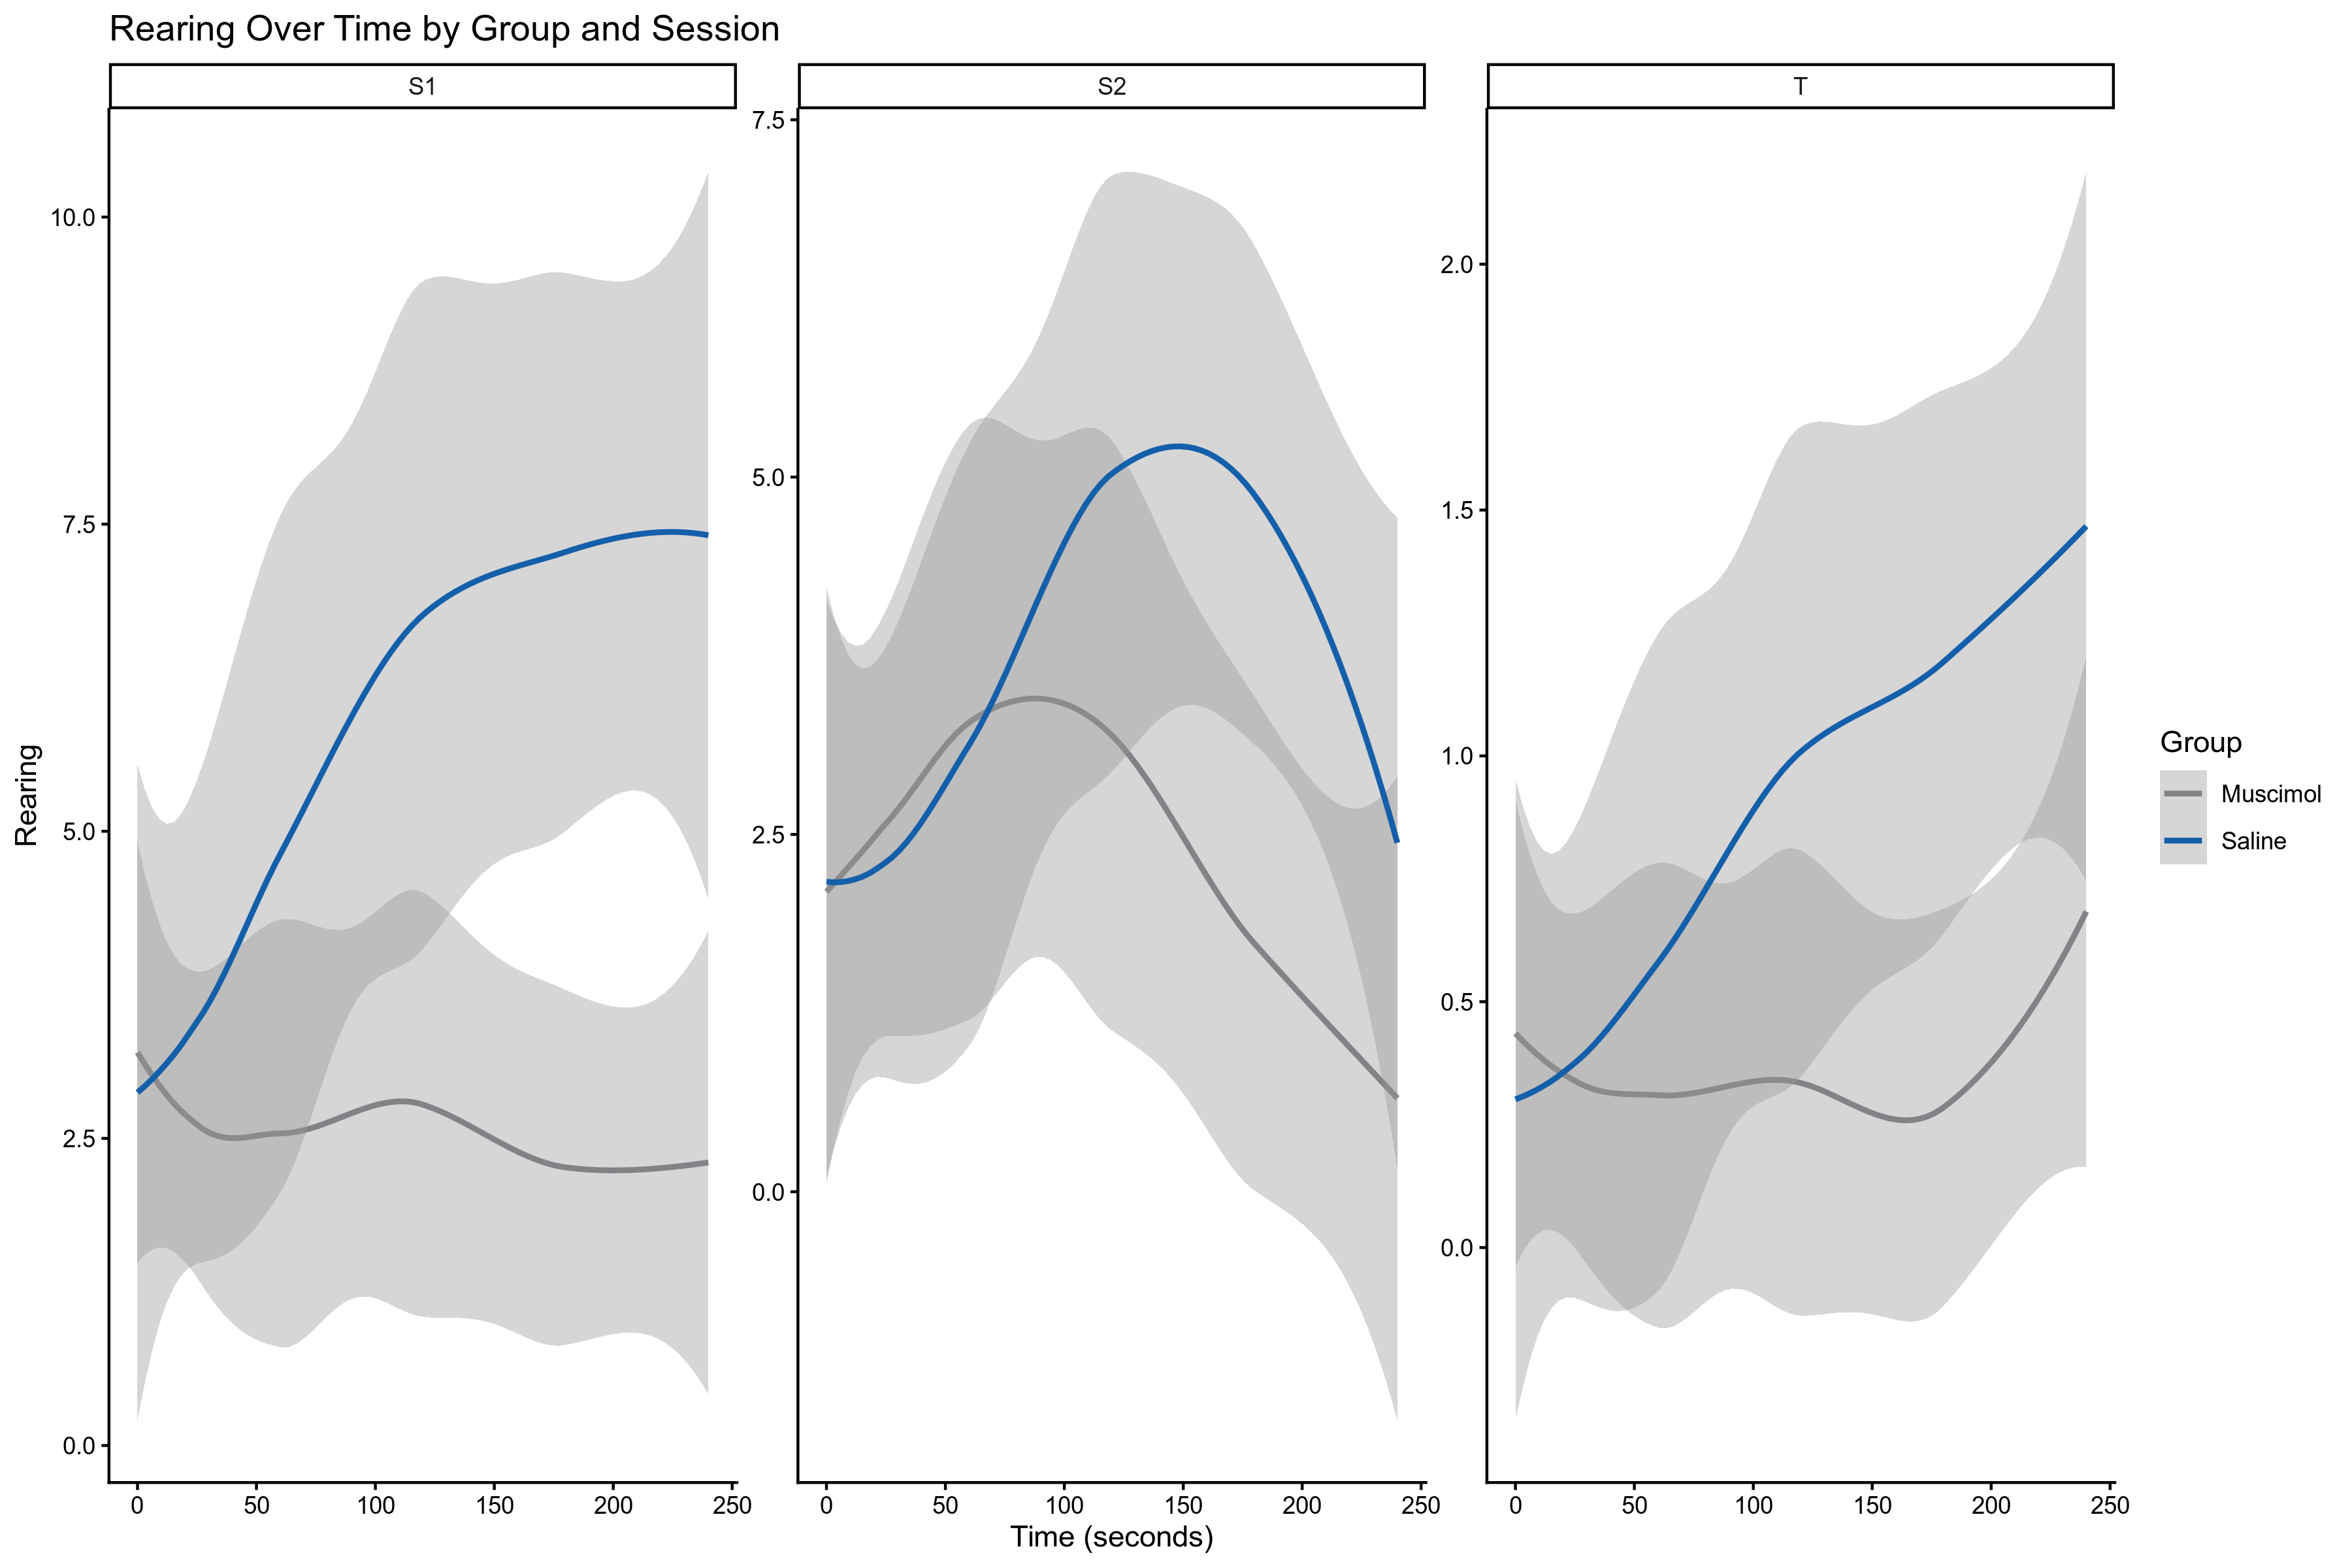 Rearing Over Time by Group and Session
S1
S2
T
10.0
7.5
5.0
2.5
0.0
7.5
5.0
2.5
0.0
2.0
1.5
1.0
0.5
0.0
0 50 100 150 200 250
0 50 100 150 200 250
0 50 100 150 200 250
Rearing
Time (seconds)
Group
Muscimol
Saline